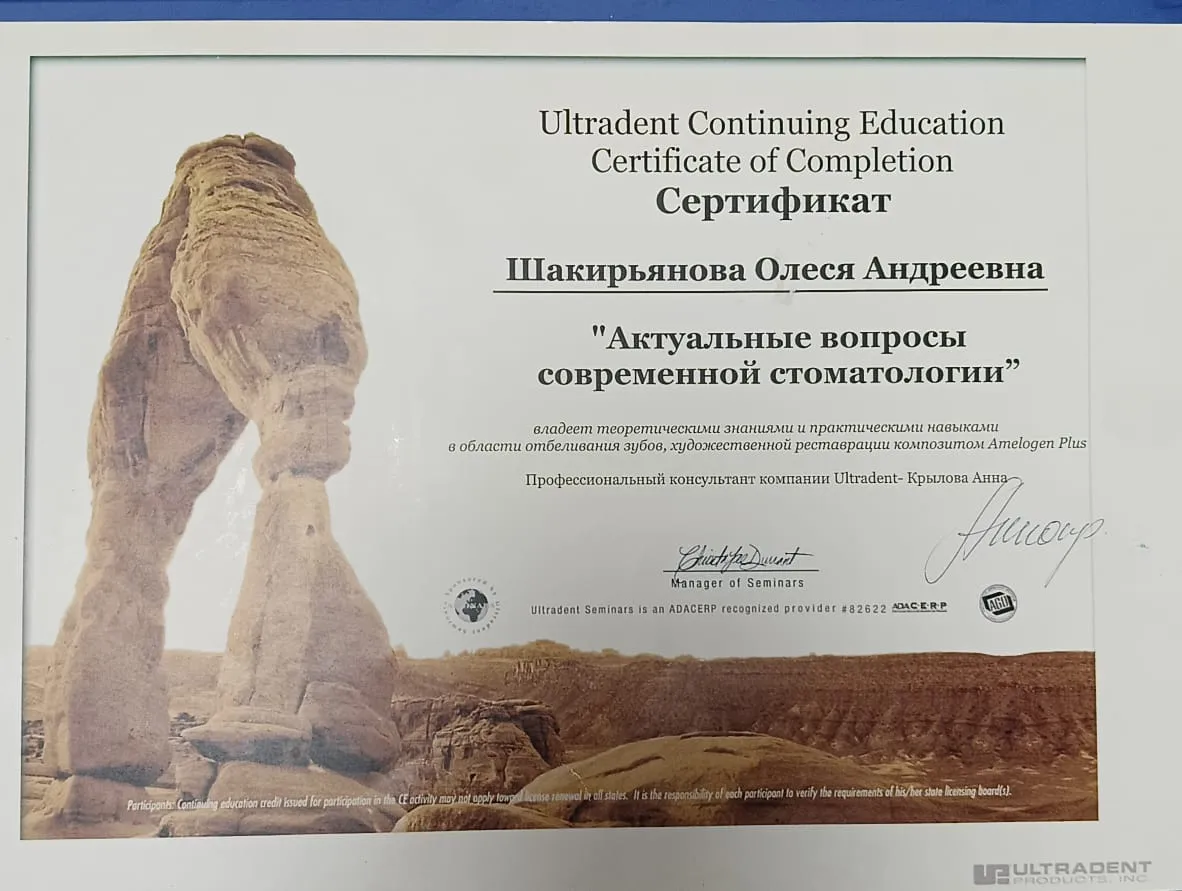 Ultradent Continuing Education
Certificate of Completion
Сертификат
Шакирьянова Олеся Андреевна
"Актуальные вопросы
современной стоматологии”
владеет теоретическими знаниями и практическими навыками
в области отбеливания зубов, художественной реставрации композитом Amelogen Plus
Профессиональный консультант компании Ultradent- Крылова Анна
Manager of Seminars
Ultradent Seminars is an ADACERP recognized provider #82622 ADA C·E·R·P
AGD
Participants: Continuing education credit issued for participation in the CE activity may not apply toward license renewal in all states. It is the responsibility of each participant to verify the requirements of his/her state licensing board(s).
ULTRADENT
PRODUCTS, INC.